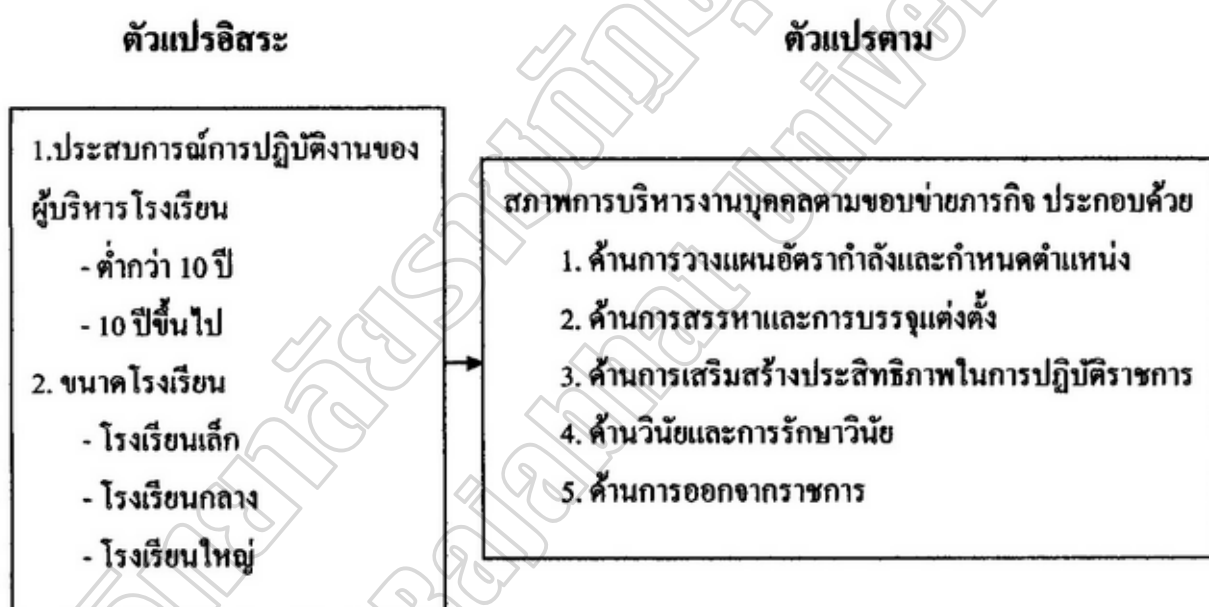 ตัวแปรอิสระ
ตัวแปรตาม
1.ประสบการณ์การปฏิบัติงานของ
ผู้บริหารโรงเรียน
- ต่ำกว่า 10 ปี
- 10 ปีขึ้นไป
2. ขนาดโรงเรียน
- โรงเรียนเล็ก
- โรงเรียนกลาง
- โรงเรียนใหญ่
สภาพการบริหารงานบุคคลตามขอบข่ายภารกิจ ประกอบด้วย
1. ด้านการวางแผนอัตรากำลังและกำหนดตำแหน่ง
2. ด้านการสรรหาและการบรรจุแต่งตั้ง
3. ด้านการเสริมสร้างประสิทธิภาพในการปฏิบัติราชการ
4. ด้านวินัยและการรักษาวินัย
5. ด้านการออกจากราชการ